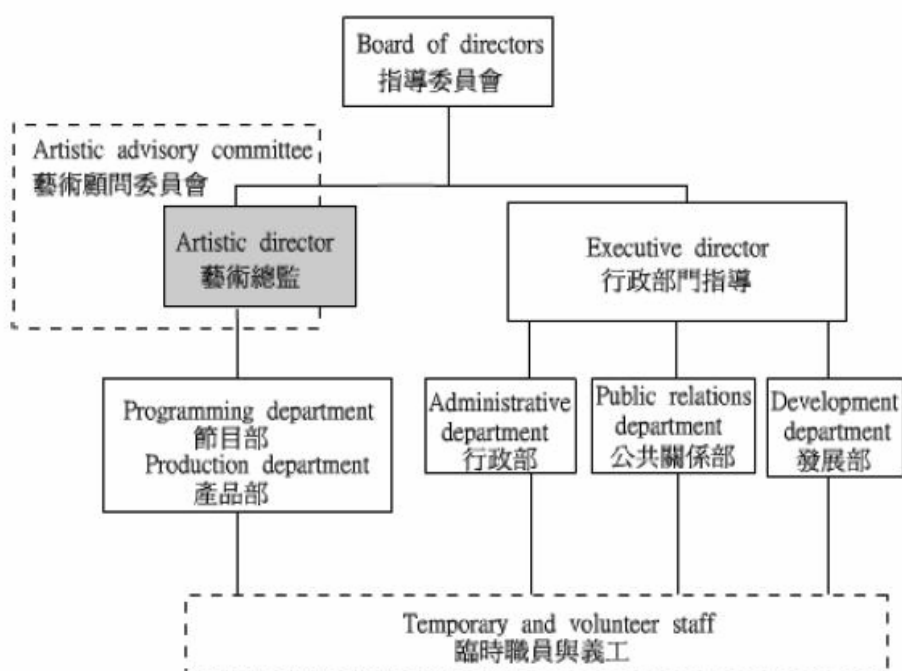 Board of directors
指導委員會
Artistic advisory committee
藝術顧問委員會
Artistic director
藝術總監
Executive director
行政部門指導
Programming department
節目部
Production department
產品部
Administrative
department
行政部
Public relations
department
公共關係部
Development
department
發展部
Temporary and volunteer staff
臨時職員與義工